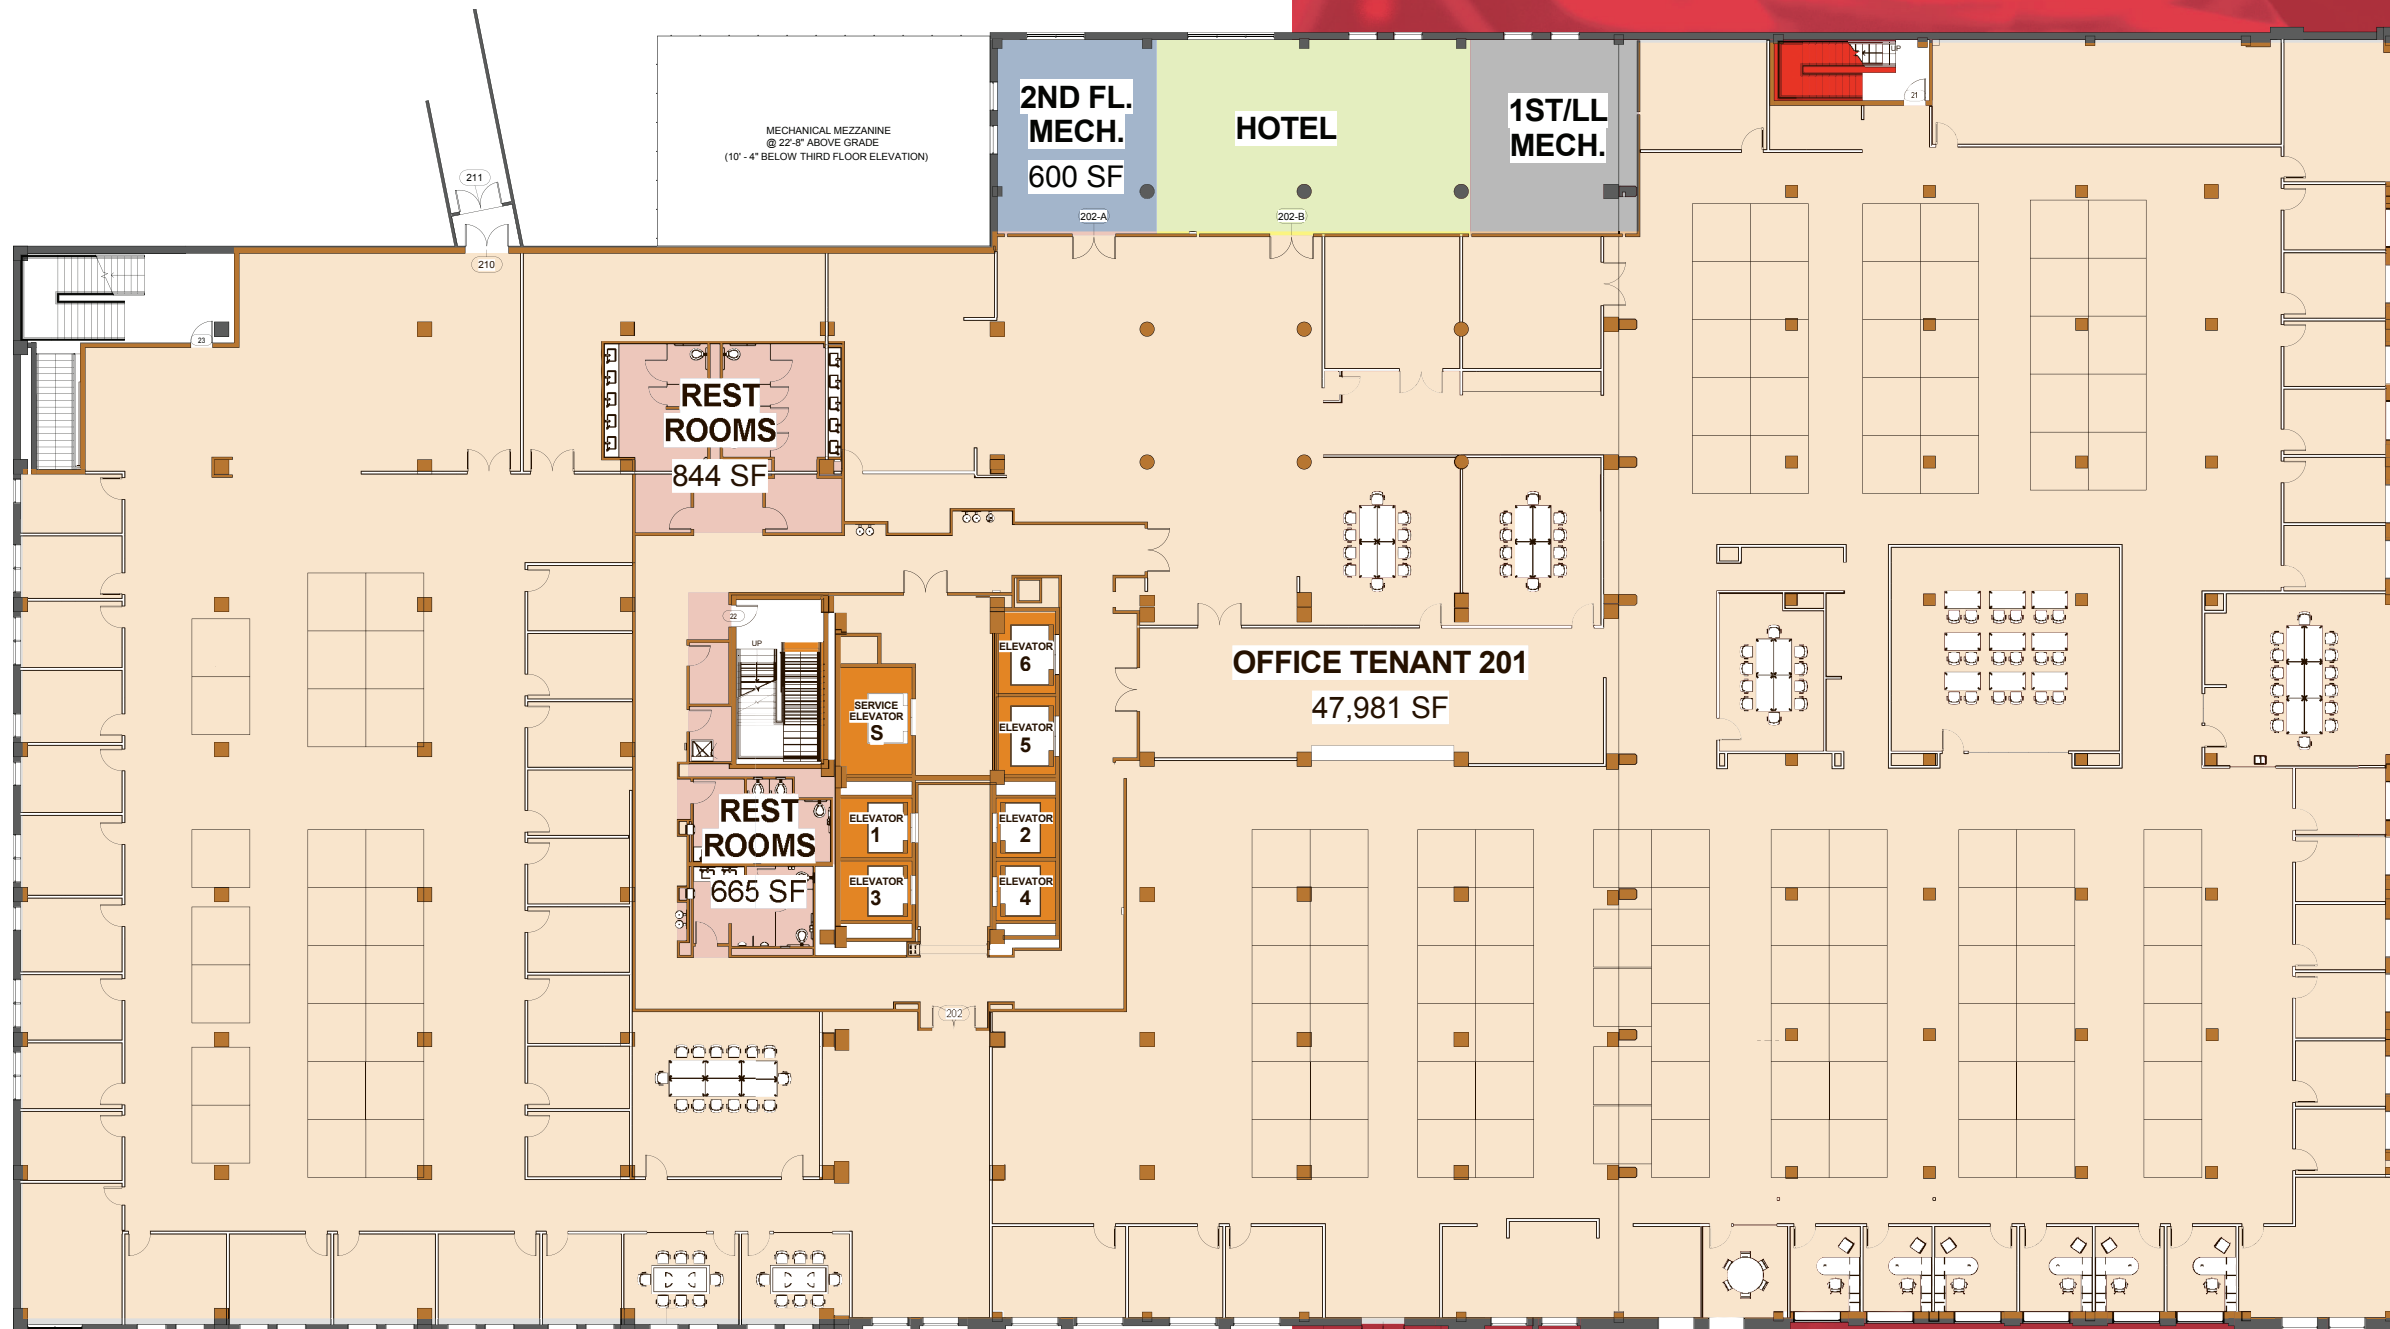 UP
21
2ND FL.
MECH.
600 SF
HOTEL
1ST/LL
MECH.
MECHANICAL MEZZANINE
@ 22'-8" ABOVE GRADE
(10' - 4" BELOW THIRD FLOOR ELEVATION)
211
202-A
202-B
210
23
REST
ROOMS
844 SF
22
UP
ELEVATOR
6
OFFICE TENANT 201
47,981 SF
SERVICE
ELEVATOR
S
ELEVATOR
5
REST
ROOMS
665 SF
ELEVATOR
1
ELEVATOR
2
ELEVATOR
3
ELEVATOR
4
202